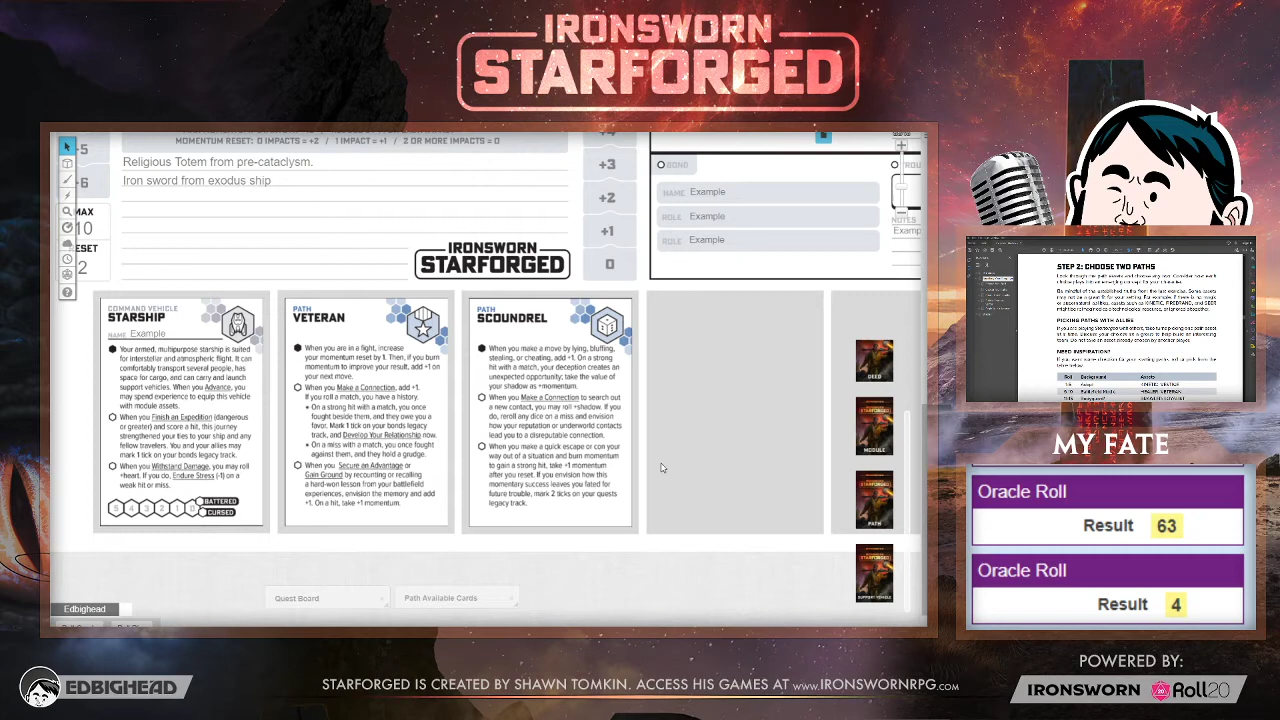 IRONSWORN
STARFORGED
MOMENTUM RESET: 0 IMPACTS = +2 / 1 IMPACT = +1 / 2 OR MORE IMPACTS = 0
Religious Totem from pre-cataclysm.
Iron sword from exodus ship
-5
-6
MAX
10
RESET
2
IRONSWORN
STARFORGED
+3
+2
+1
0
BOND
NAME Example
ROLE Example
ROLE Example
NOTES
COMMAND VEHICLE
STARSHIP
NAME Example
Your armed, multipurpose starship is suited
for interstellar and atmospheric flight. It can
comfortably transport several people, has
space for cargo, and can carry and launch
support vehicles. When you Advance, you
may spend experience to equip this vehicle
with module assets.
When you Finish an Expedition (dangerous
or greater) and score a hit, this journey
strengthened your ties to your ship and any
fellow travelers. You and your allies may
mark 1 tick on your bonds legacy track.
When you Withstand Damage, you may roll
+heart. If you do, Endure Stress (-1) on a
weak hit or miss.
5 4 3 2 1 0
BATTERED
CURSED
PATH
VETERAN
When you are in a fight, increase
your momentum reset by 1. Then, if you burn
momentum to improve your result, add +1 on
your next move.
When you Make a Connection, add +1.
If you roll a match, you have a history.
• On a strong hit with a match, you once
fought beside them, and they owe you a
favor. Mark 1 tick on your bonds legacy
track, and Develop Your Relationship now.
• On a miss with a match, you once fought
against them, and they hold a grudge.
When you Secure an Advantage or
Gain Ground by recounting or recalling
a hard-won lesson from your battlefield
experiences, envision the memory and add
+1. On a hit, take +1 momentum.
PATH
SCOUNDREL
When you make a move by lying, bluffing,
stealing, or cheating, add +1. On a strong
hit with a match, your deception creates an
unexpected opportunity; take the value of
your shadow as +momentum.
When you Make a Connection to search out
a new contact, you may roll +shadow. If you
do, reroll any dice on a miss and envision
how your reputation or underworld contacts
lead you to a disreputable connection.
When you make a quick escape or con your
way out of a situation and burn momentum
to gain a strong hit, take +1 momentum
after you reset. If you envision how this
momentary success leaves you fated for
future trouble, mark 2 ticks on your quests
legacy track.
DEED
MODULE
PATH
SUPPORT VEHICLE
Quest Board
Path Available Cards
Edbighead
STEP 2: CHOOSE TWO PATHS
PICKING PATHS WITH ALLIES
NEED INSPIRATION?
Roll Background Assets
MY FATE
Oracle Roll
Result 63
Oracle Roll
Result 4
EDBIGHEAD
STARFORGED IS CREATED BY SHAWN TOMKIN. ACCESS HIS GAMES AT WWW.IRONSWORNRPG.COM
POWERED BY:
IRONSWORN 20 Roll20